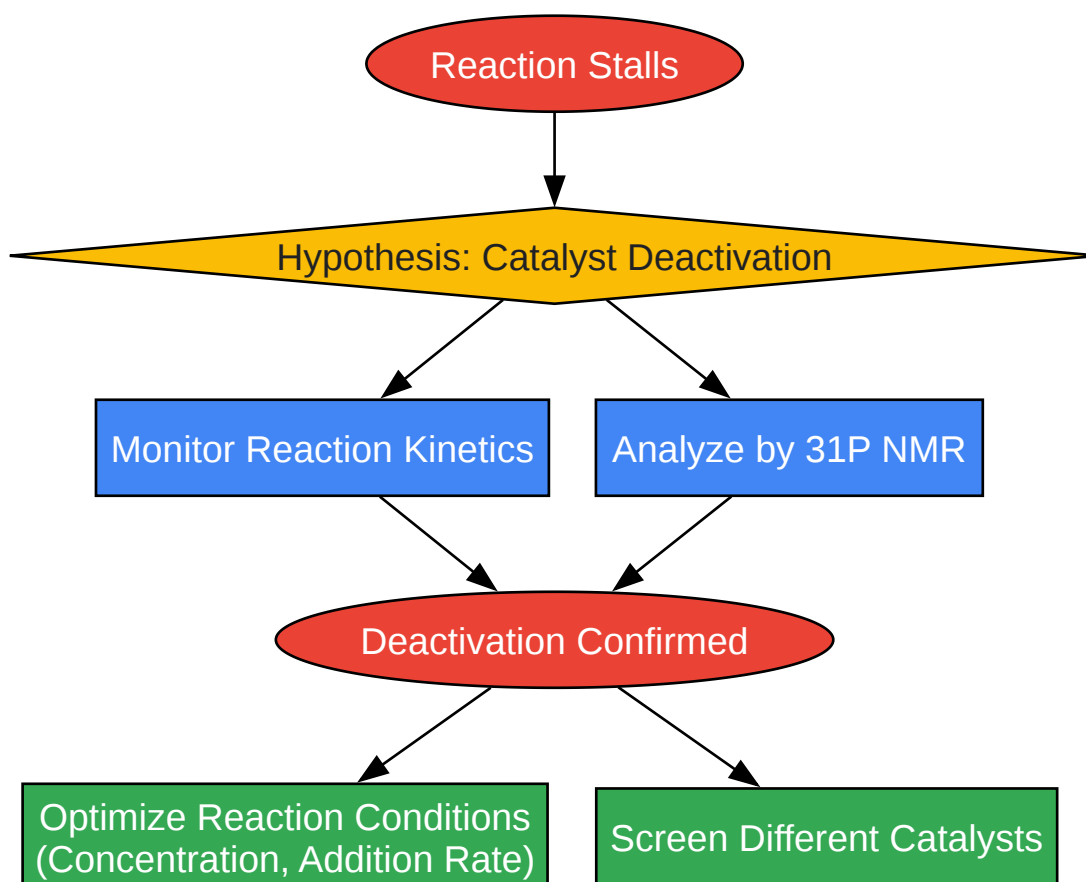 Reaction Stalls
Hypothesis: Catalyst Deactivation
Monitor Reaction Kinetics
Analyze by 31P NMR
Deactivation Confirmed
Optimize Reaction Conditions
(Concentration, Addition Rate)
Screen Different Catalysts